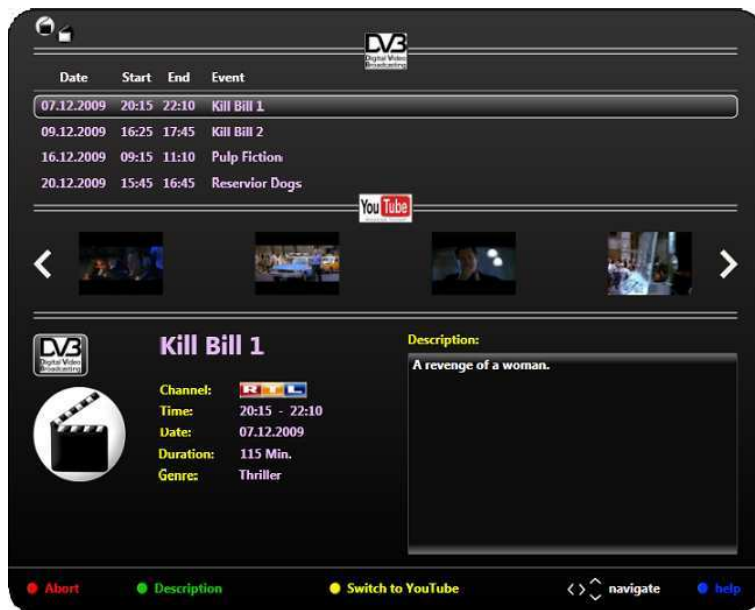 DVB
Digital Video
Broadcasting
Date Start End Event
07.12.2009 20:15 22:10 Kill Bill 1
09.12.2009 16:25 17:45 Kill Bill 2
16.12.2009 09:15 11:10 Pulp Fiction
20.12.2009 15:45 16:45 Reservior Dogs
You Tube
DVB
Digital Video
Broadcasting
Kill Bill 1
Channel: RTL
Time: 20:15 - 22:10
Date: 07.12.2009
Duration: 115 Min.
Genre: Thriller
Description:
A revenge of a woman.
Abort Description Switch to YouTube navigate help